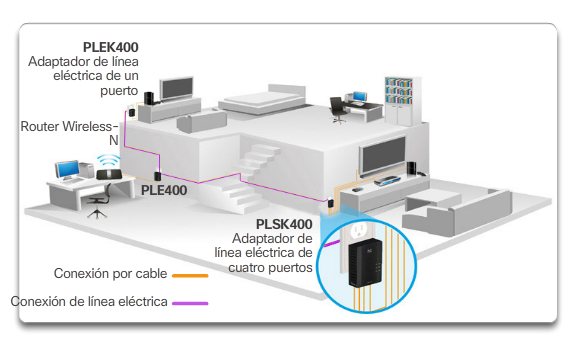 PLEK400
Adaptador de línea
eléctrica de un
puerto
Router Wireless-
N
PLE400
PLSK400
Adaptador de
línea eléctrica de
cuatro puertos
Conexión por cable
Conexión de línea eléctrica